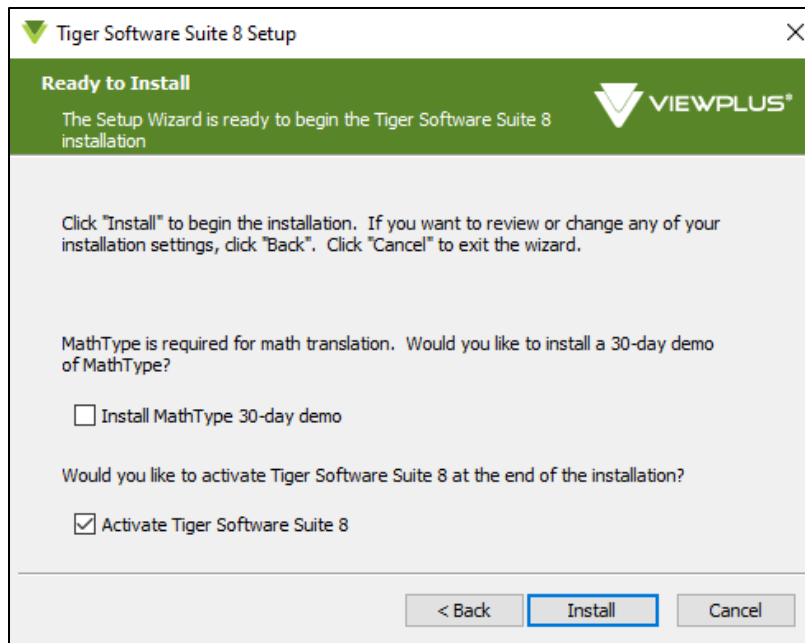 Tiger Software Suite 8 Setup
Ready to Install
The Setup Wizard is ready to begin the Tiger Software Suite 8
installation
VIEWPLUS®
Click "Install" to begin the installation. If you want to review or change any of your
installation settings, click "Back". Click "Cancel" to exit the wizard.
MathType is required for math translation. Would you like to install a 30-day demo
of MathType?
Install MathType 30-day demo
Would you like to activate Tiger Software Suite 8 at the end of the installation?
Activate Tiger Software Suite 8
< Back
Install
Cancel